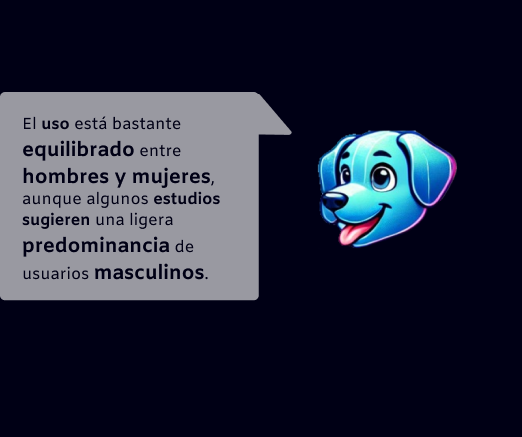 El uso está bastante
equilibrado entre
hombres y mujeres,
aunque algunos estudios
sugieren una ligera
predominancia de
usuarios masculinos.